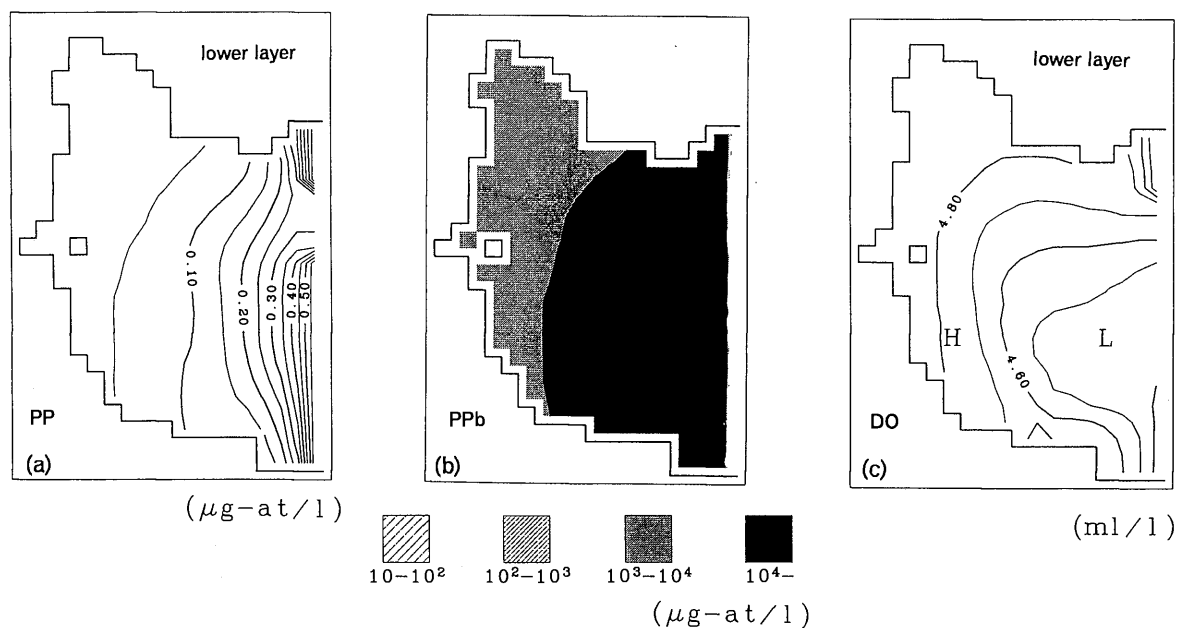 lower layer
0.10
0.20
0.30
0.40
0.50
PP
(a)
(μg-at/l)
PPb
(b)
lower layer
4.80
H
L
4.60
DO
(c)
(ml/l)
10-10²
10²-10³
10³-10⁴
10⁴-
(μg-at/l)